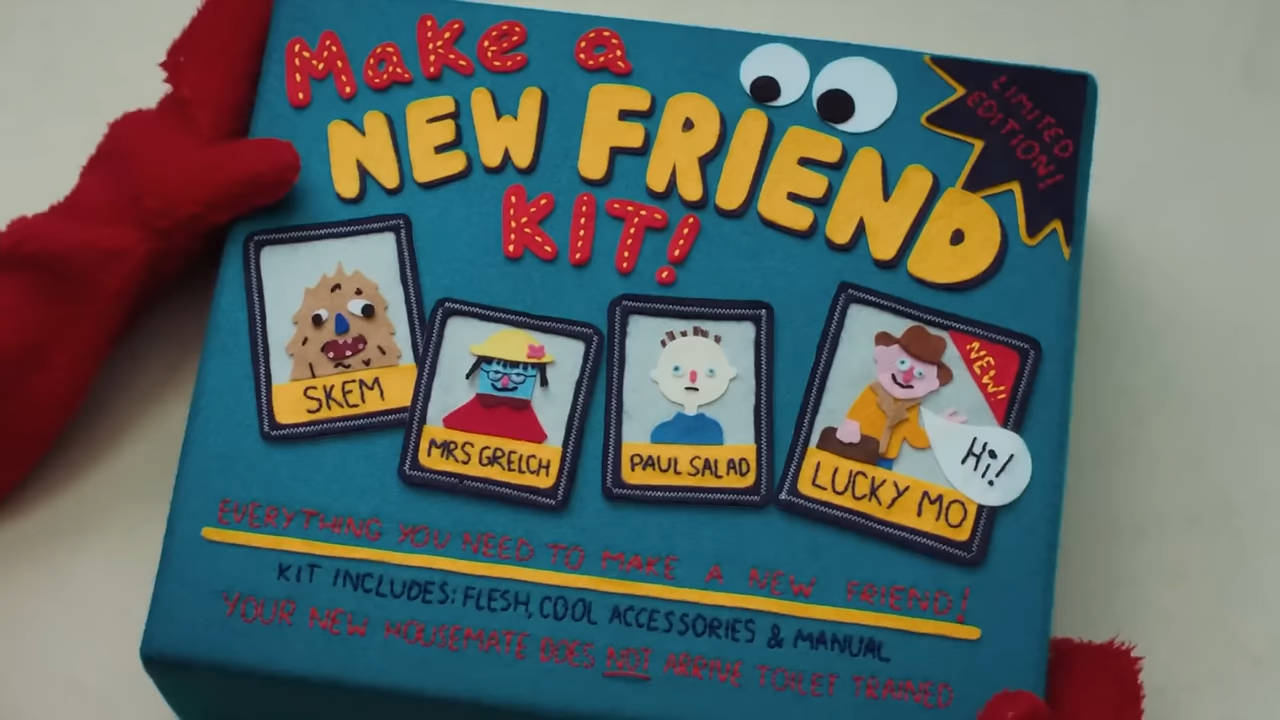 Make a
NEW FRIEND
KIT!
LIMITED
EDITION!
SKEM
MRS GRELCH
PAUL SALAD
NEW!
Hi!
LUCKY MO
EVERYTHING YOU NEED TO MAKE A NEW FRIEND!
KIT INCLUDES: FLESH, COOL ACCESSORIES & MANUAL
YOUR NEW HOUSEMATE DOES NOT ARRIVE TOILET TRAINED